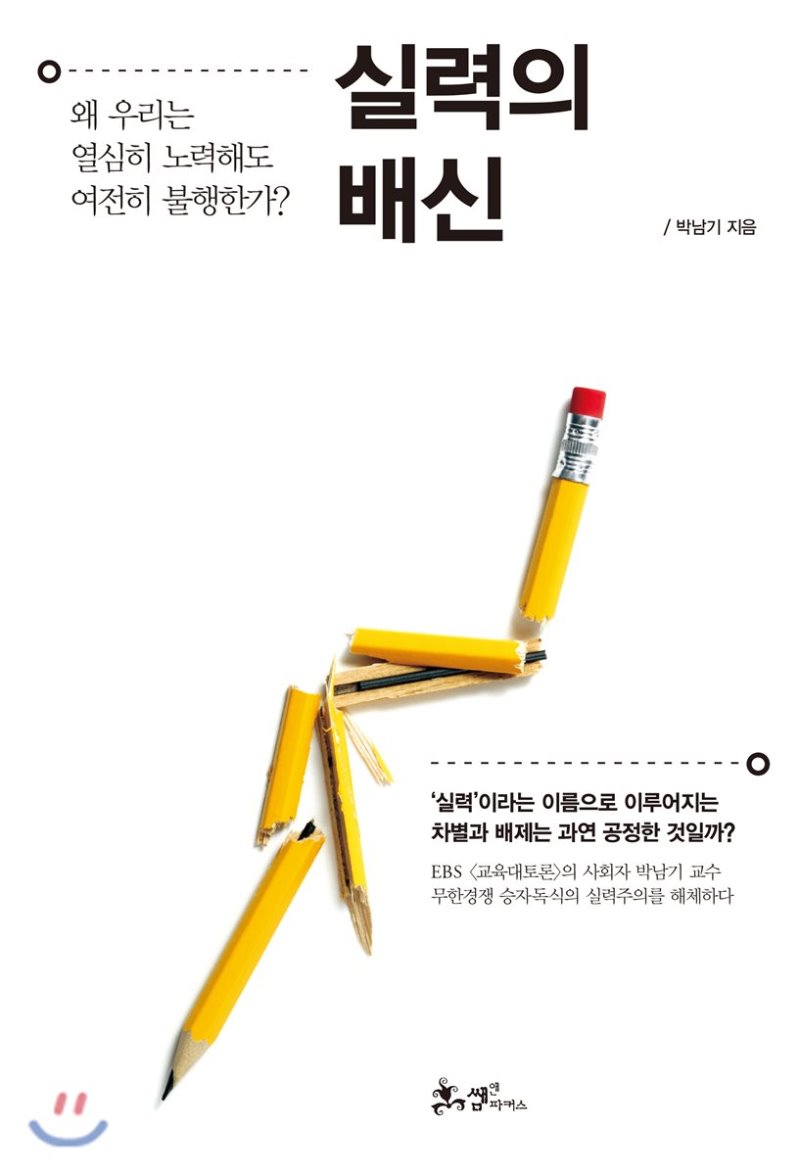 왜 우리는
열심히 노력해도
여전히 불행한가?
실력의
배신
/ 박남기 지음
‘실력’이라는 이름으로 이루어지는
차별과 배제는 과연 공정한 것일까?
EBS 〈교육대토론〉의 사회자 박남기 교수
무한경쟁 승자독식의 실력주의를 해체하다
쌤앤파커스